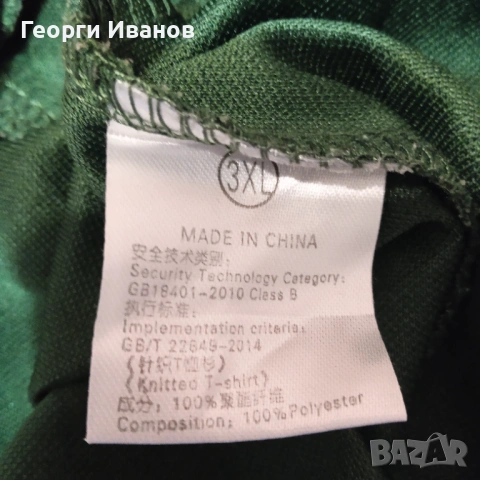 Георги Иванов
3XL
MADE IN CHINA
安全技术类别:
Security Technology Category:
GB18401-2010 Class B
执行标准:
Implementation criteria:
GB/T 22849-2014
《针织T恤衫》
《Knitted T-shirt》
成分: 100%聚酯纤维
Composition: 100%Polyester
BAZAR